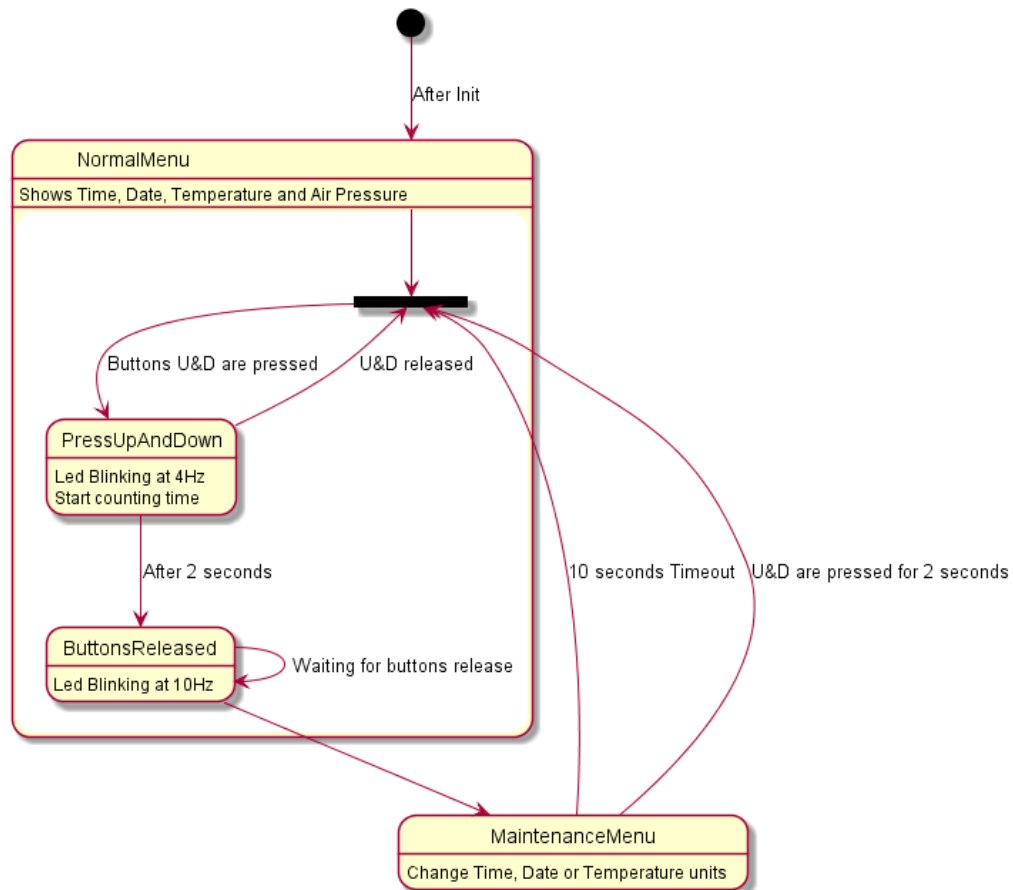 After Init
NormalMenu
Shows Time, Date, Temperature and Air Pressure
Buttons U&D are pressed
U&D released
PressUpAndDown
Led Blinking at 4Hz
Start counting time
After 2 seconds
10 seconds Timeout
U&D are pressed for 2 seconds
ButtonsReleased
Led Blinking at 10Hz
Waiting for buttons release
MaintenanceMenu
Change Time, Date or Temperature units